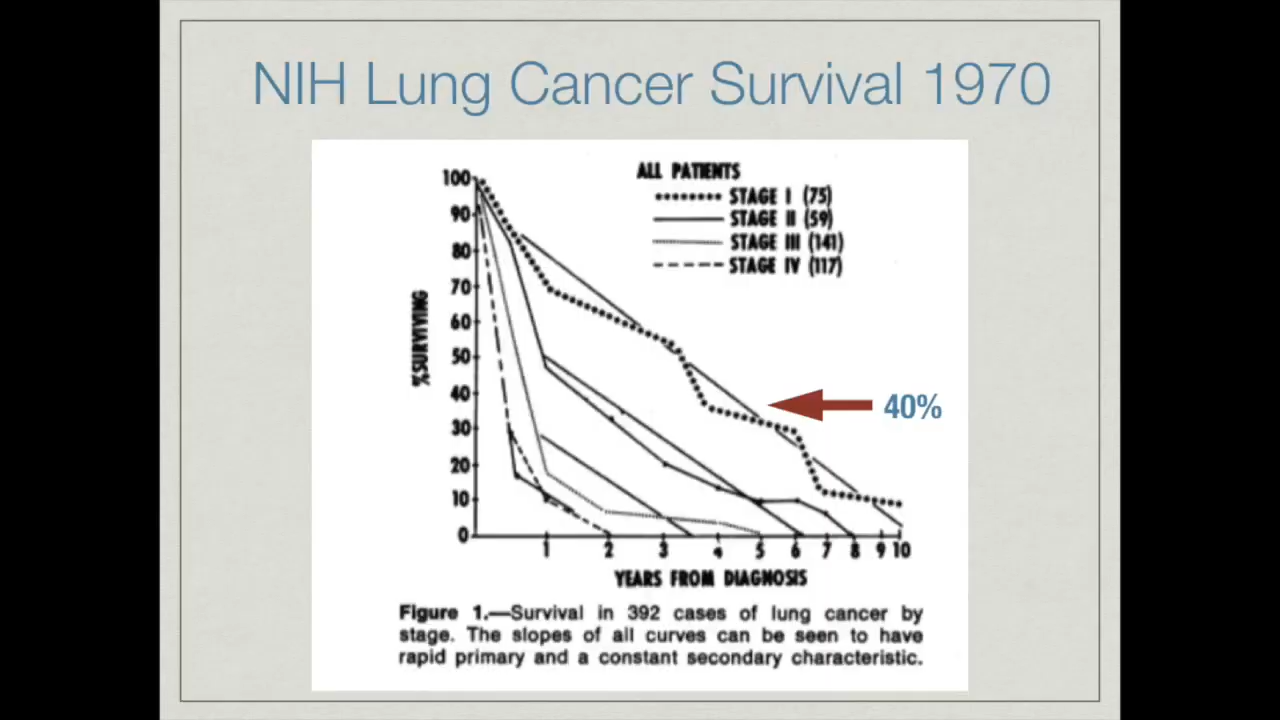 NIH Lung Cancer Survival 1970
ALL PATIENTS
STAGE I (75)
STAGE II (59)
STAGE III (141)
STAGE IV (117)
100
90
80
70
60
50
40
30
20
10
0
%SURVIVING
40%
1 2 3 4 5 6 7 8 9 10
YEARS FROM DIAGNOSIS
Figure 1.—Survival in 392 cases of lung cancer by
stage. The slopes of all curves can be seen to have
rapid primary and a constant secondary characteristic.